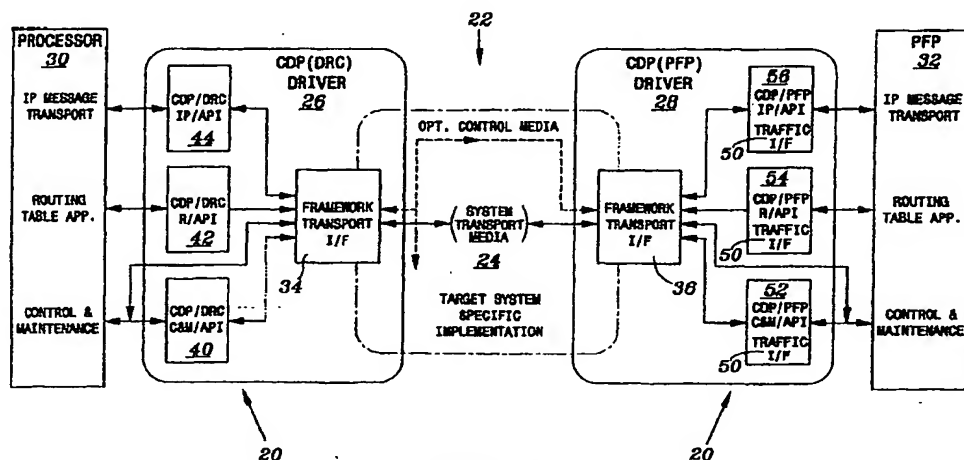 22
PROCESSOR
30
IP MESSAGE
TRANSPORT
ROUTING
TABLE APP.
CONTROL &
MAINTENANCE
CDP(DRC)
DRIVER
26
CDP/DRC
IP/API
44
CDP/DRC
R/API
42
CDP/DRC
C&M/API
40
FRAMEWORK
TRANSPORT
I/F
34
OPT. CONTROL MEDIA
(SYSTEM
TRANSPORT
MEDIA)
24
TARGET SYSTEM
SPECIFIC
IMPLEMENTATION
CDP(PFP)
DRIVER
28
FRAMEWORK
TRANSPORT
I/F
36
56
CDP/PFP
IP/API
TRAFFIC
I/F
50
54
CDP/PFP
R/API
TRAFFIC
I/F
50
52
CDP/PFP
C&M/API
TRAFFIC
I/F
50
PFP
32
IP MESSAGE
TRANSPORT
ROUTING
TABLE APP.
CONTROL &
MAINTENANCE
20
20